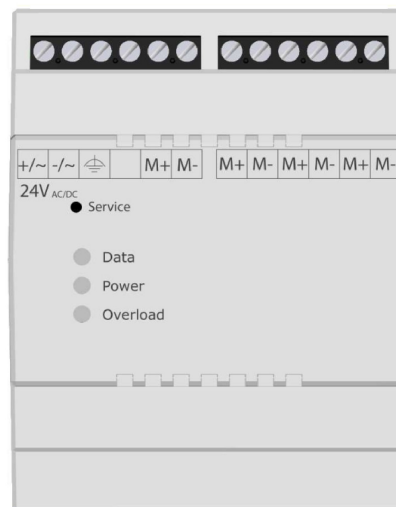 +/~ -/~ M+ M- M+ M- M+ M- M+ M-
24V AC/DC
Service
Data
Power
Overload